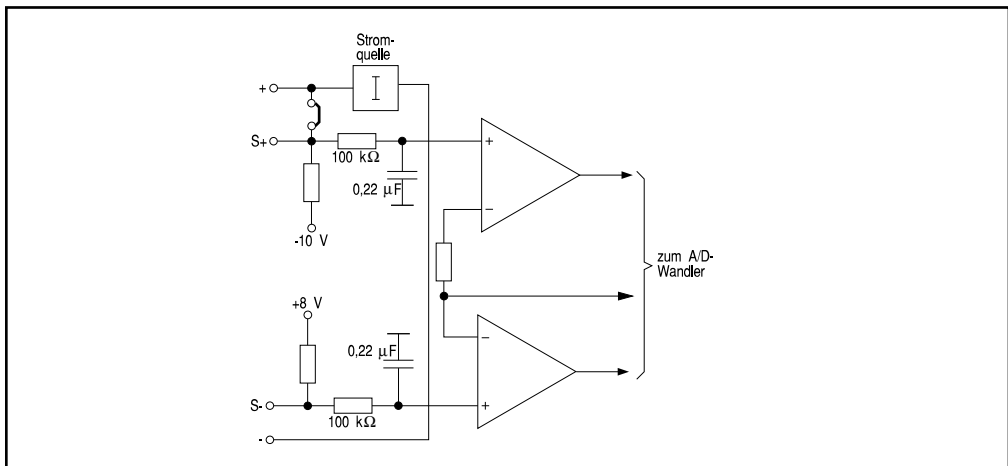 Strom-
quelle
+
I
S+
100 kΩ
+
0,22 μF
−
-10 V
zum A/D-
Wandler
+8 V
0,22 μF
−
S-
100 kΩ
+
-